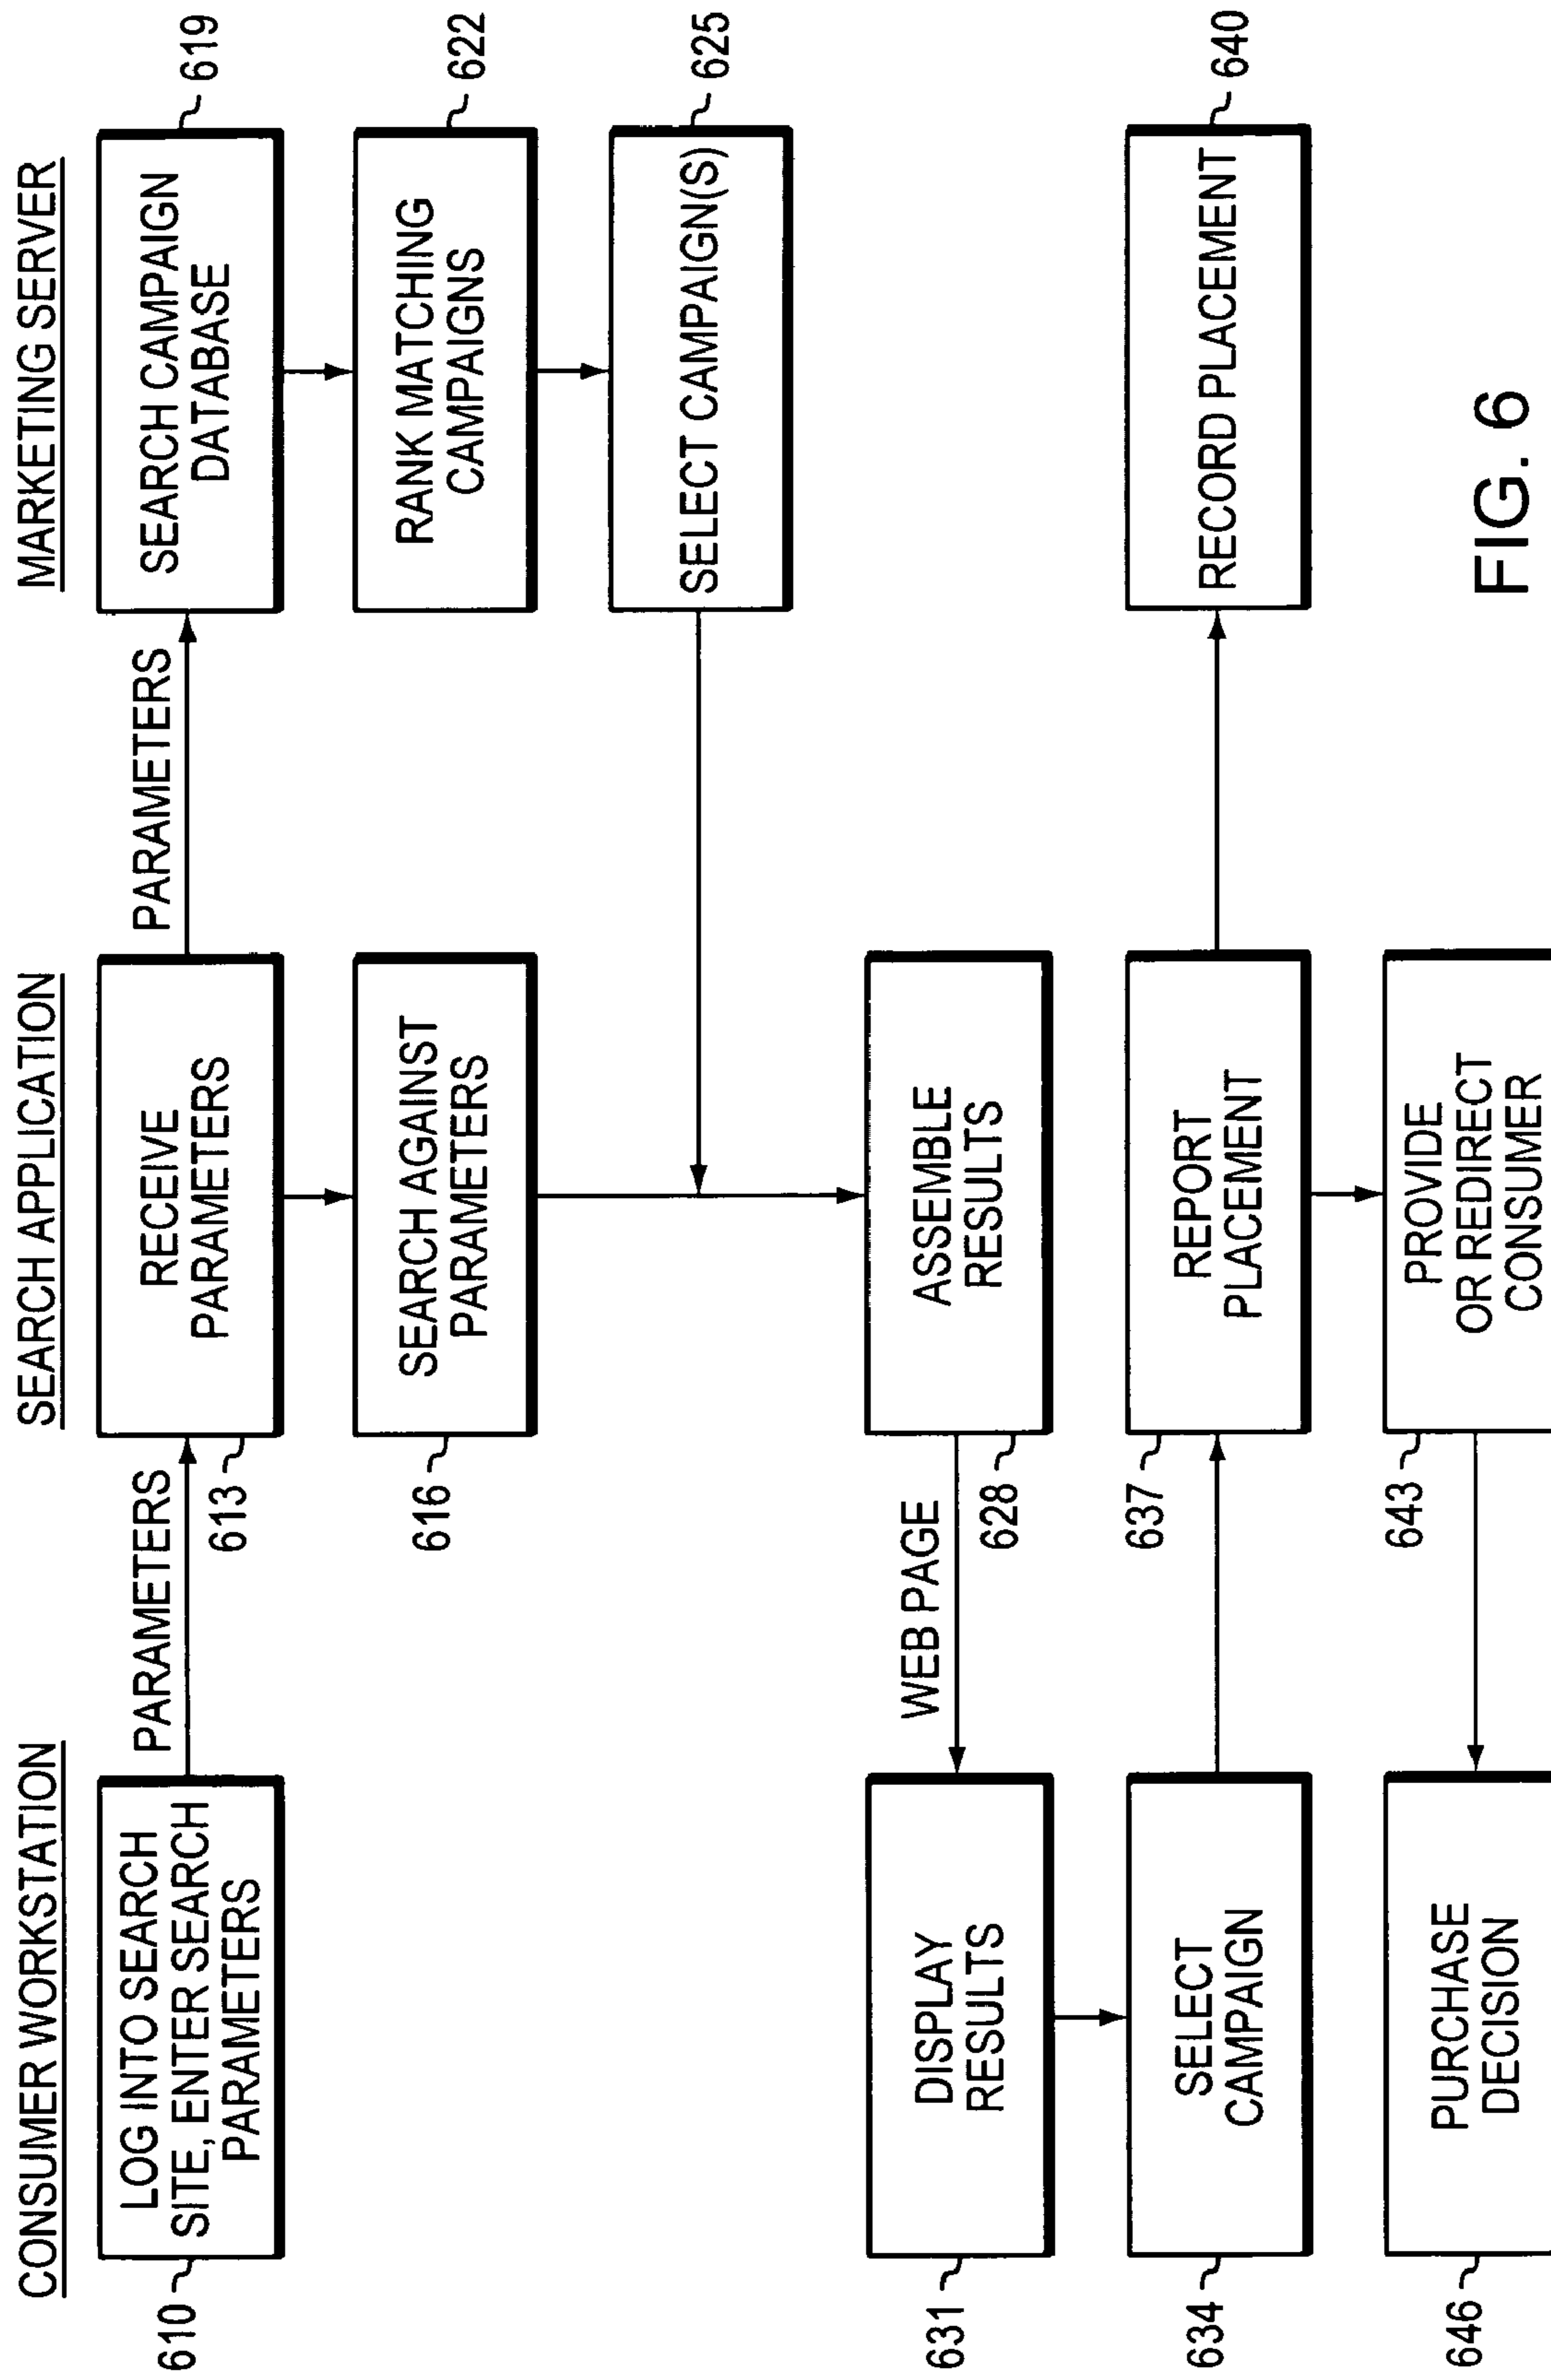 CONSUMER WORKSTATION
SEARCH APPLICATION
MARKETING SERVER
610
LOG INTO SEARCH
SITE, ENTER SEARCH
PARAMETERS
PARAMETERS
613
RECEIVE
PARAMETERS
PARAMETERS
SEARCH CAMPAIGN
DATABASE
619
616
SEARCH AGAINST
PARAMETERS
RANK MATCHING
CAMPAIGNS
622
SELECT CAMPAIGN(S)
625
631
DISPLAY
RESULTS
WEB PAGE
628
ASSEMBLE
RESULTS
634
SELECT
CAMPAIGN
637
REPORT
PLACEMENT
RECORD PLACEMENT
640
646
PURCHASE
DECISION
643
PROVIDE
OR REDIRECT
CONSUMER
FIG. 6